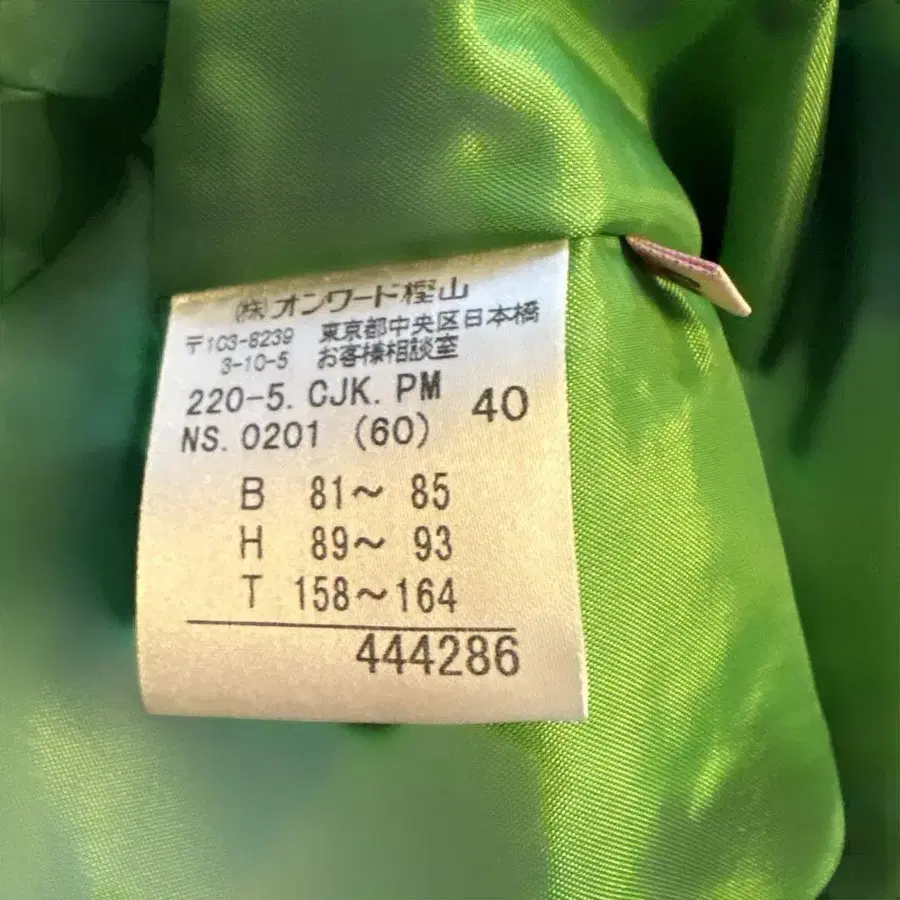 (株)オンワード樫山
〒103-8239 東京都中央区日本橋
3-10-5 お客様相談室
220-5. CJK. PM 40
NS. 0201 (60)
B 81～ 85
H 89～ 93
T 158～164
444286